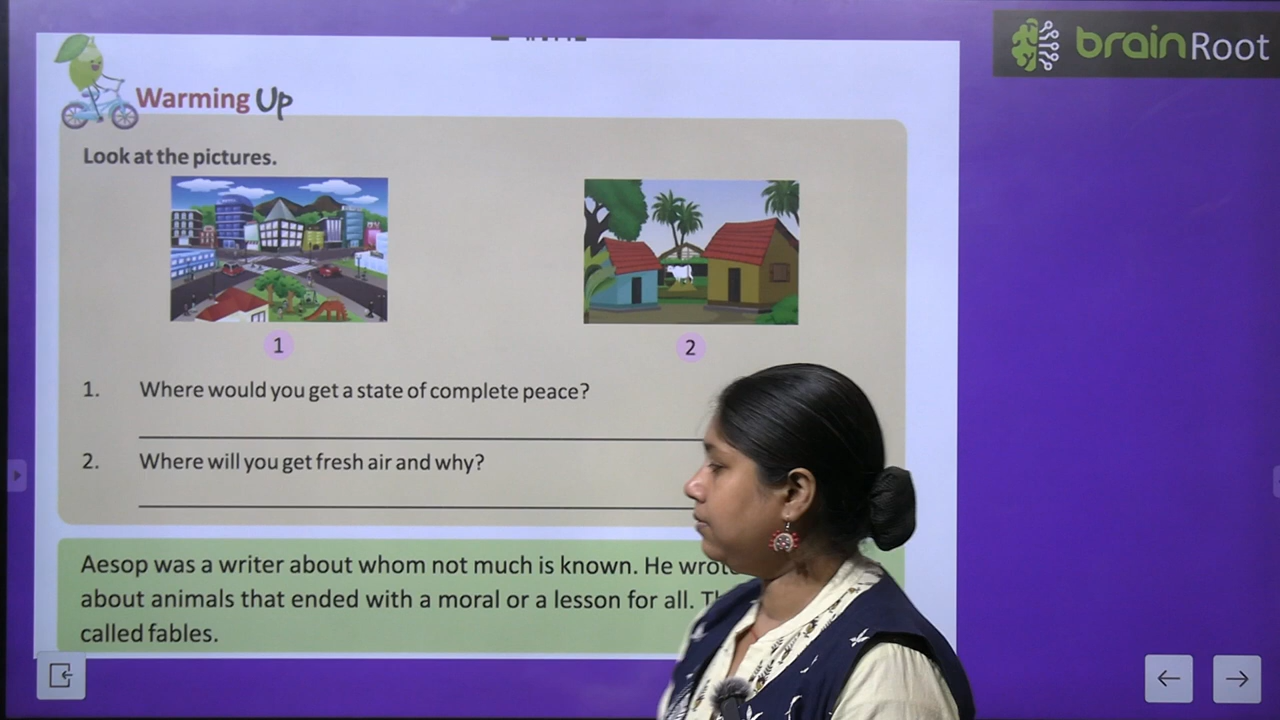 brainRoot
Warming Up
Look at the pictures.
1
2
1. Where would you get a state of complete peace?
2. Where will you get fresh air and why?
Aesop was a writer about whom not much is known. He
about animals that ended with a moral or a lesson for all.
called fables.